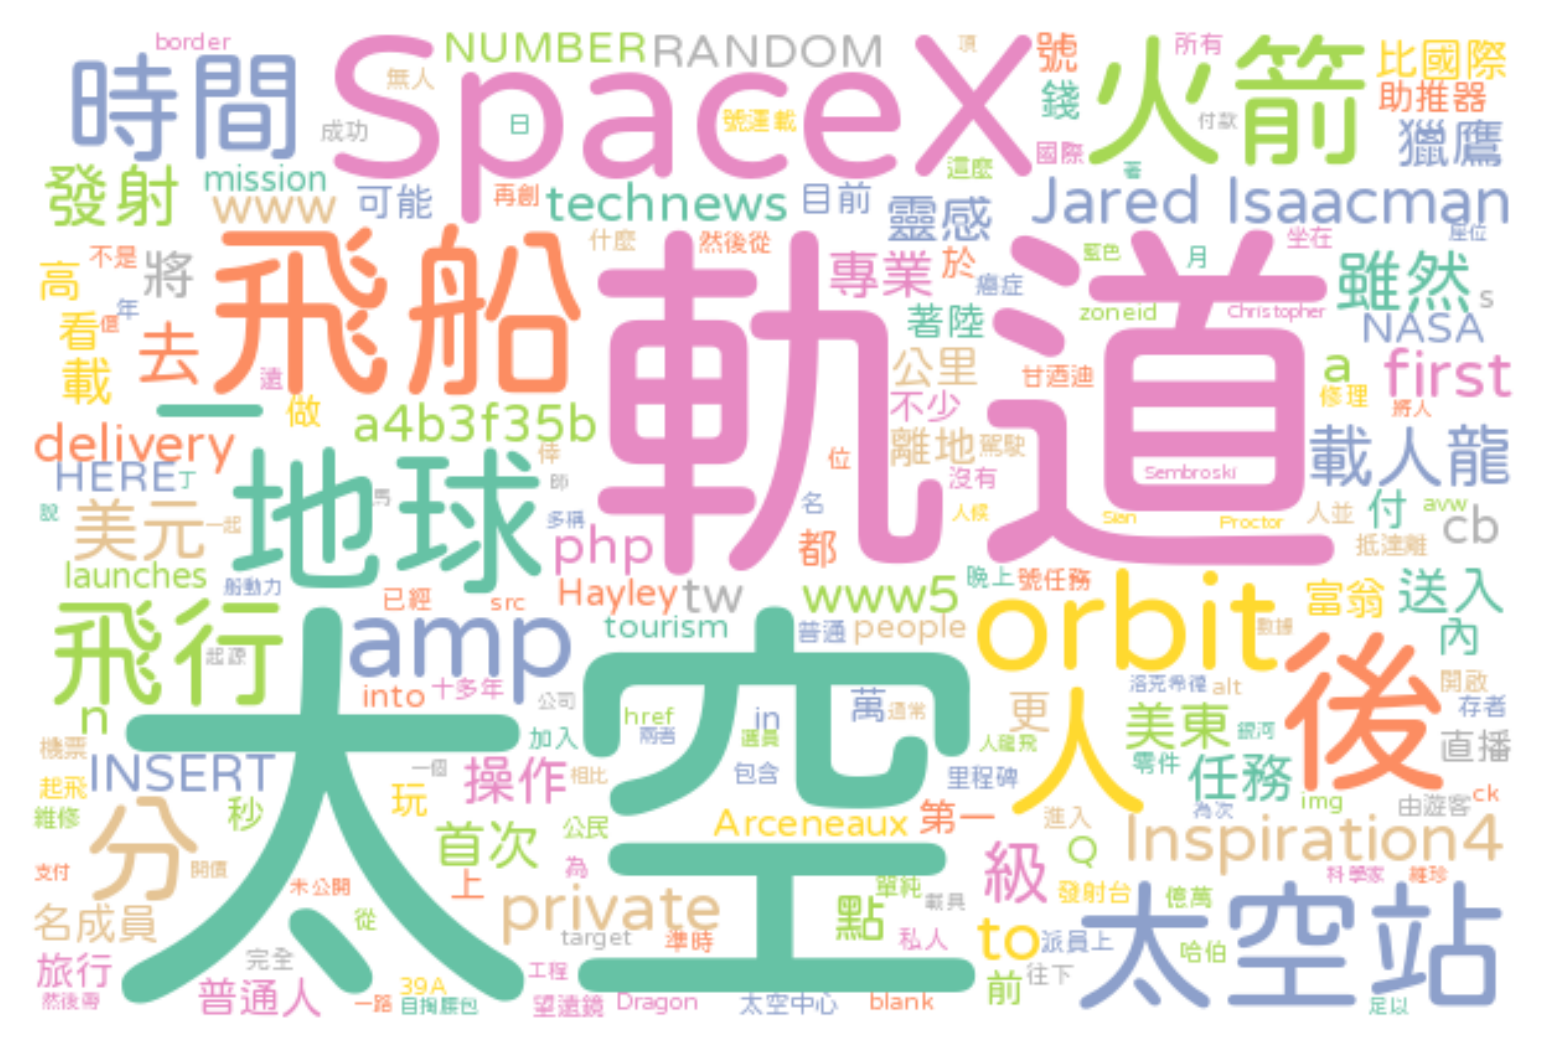 border
時間
SpaceX
NUMBER
RANDOM
無人
成功
日
號運載
頂
號
錢
國際
這麼
火箭
所有
付款
著
比國際
助推器
獵鷹
發射
mission
www
可能
再創
technews
目前
靈感
Jared Isaacman
座位
不是
高
將
年
看
億
去
載
遠
飛船
什麼
然後從
軌道
專業
於
癌症
著陸
公里
不少
離地
駕駛
沒有
人候
甘迺迪
藍色
月
坐在
zoneid
Christopher
雖然
s
NASA
a
first
修理
將人
載人龍
一
做
a4b3f35b
delivery
HERE
丁
說
美元
一起
地球
馬
倖
師
多稱
php
位
名
都
Sembroski
Sian
Proctor
人並
付
avw
cb
抵達離
launches
船動力
已經
src
Hayley
tw
www5
晚上
號任務
富翁
送入
內
飛行
起源
amp
tourism
普通
people
orbit
數據
into
十多年
公司
太空
href
兩者
in
匯員
萬
通常
包含
洛克希德
alt
更
人
美東
銀河
後
開啟
存者
直播
n
機票
INSERT
一個
加入
操作
相比
人龍飛
里程碑
零件
任務
起飛
維修
秒
玩
img
為次
由遊客
ck
分
開價
首次
公民
Arceneaux
第一
進入
Q
Inspiration4
支付
未公開
上
為
級
單純
載具
發射台
億萬
科學家
維珍
名成員
從
private
點
私人
to
派員上
哈伯
太空站
旅行
完全
target
準時
往下
前
然後帶
普通人
一路
39A
自掏腰包
工程
望遠鏡
Dragon
太空中心
blank
足以